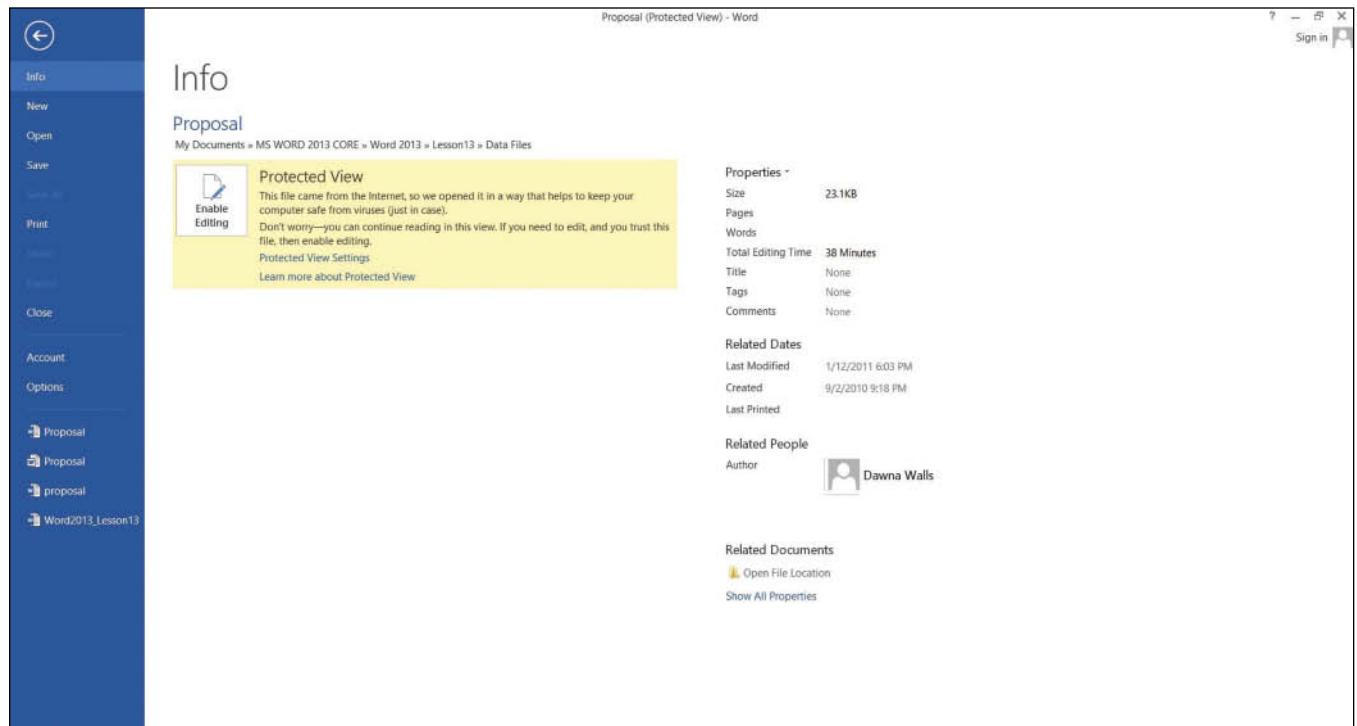 Proposal (Protected View) - Word
?
Sign in
Info
New
Open
Save
Save As
Print
Share
Export
Close
Account
Options
Proposal
Proposal
proposal
Word2013_Lesson13
Info
Proposal
My Documents » MS WORD 2013 CORE » Word 2013 » Lesson13 » Data Files
Enable
Editing
Protected View
This file came from the Internet, so we opened it in a way that helps to keep your
computer safe from viruses (just in case).
Don't worry—you can continue reading in this view. If you need to edit, and you trust this
file, then enable editing.
Protected View Settings
Learn more about Protected View
Properties
Size 23.1KB
Pages
Words
Total Editing Time 38 Minutes
Title None
Tags None
Comments None
Related Dates
Last Modified 1/12/2011 6:03 PM
Created 9/2/2010 9:18 PM
Last Printed
Related People
Author
Dawna Walls
Related Documents
Open File Location
Show All Properties